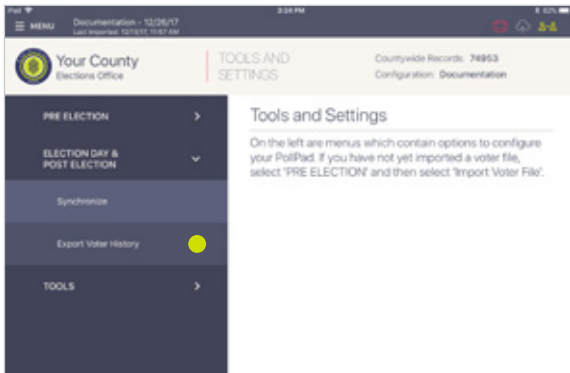 iPad 3:24 PM
MENU Documentation - 12/26/17
Last Imported: 12/13/17, 11:57 AM
Your County
Elections Office
TOOLS AND
SETTINGS
Countywide Records: 74953
Configuration: Documentation
PRE ELECTION
ELECTION DAY &
POST ELECTION
Synchronize
Export Voter History
TOOLS
Tools and Settings
On the left are menus which contain options to configure
your PollPad. If you have not yet imported a voter file,
select 'PRE ELECTION' and then select 'Import Voter File'.